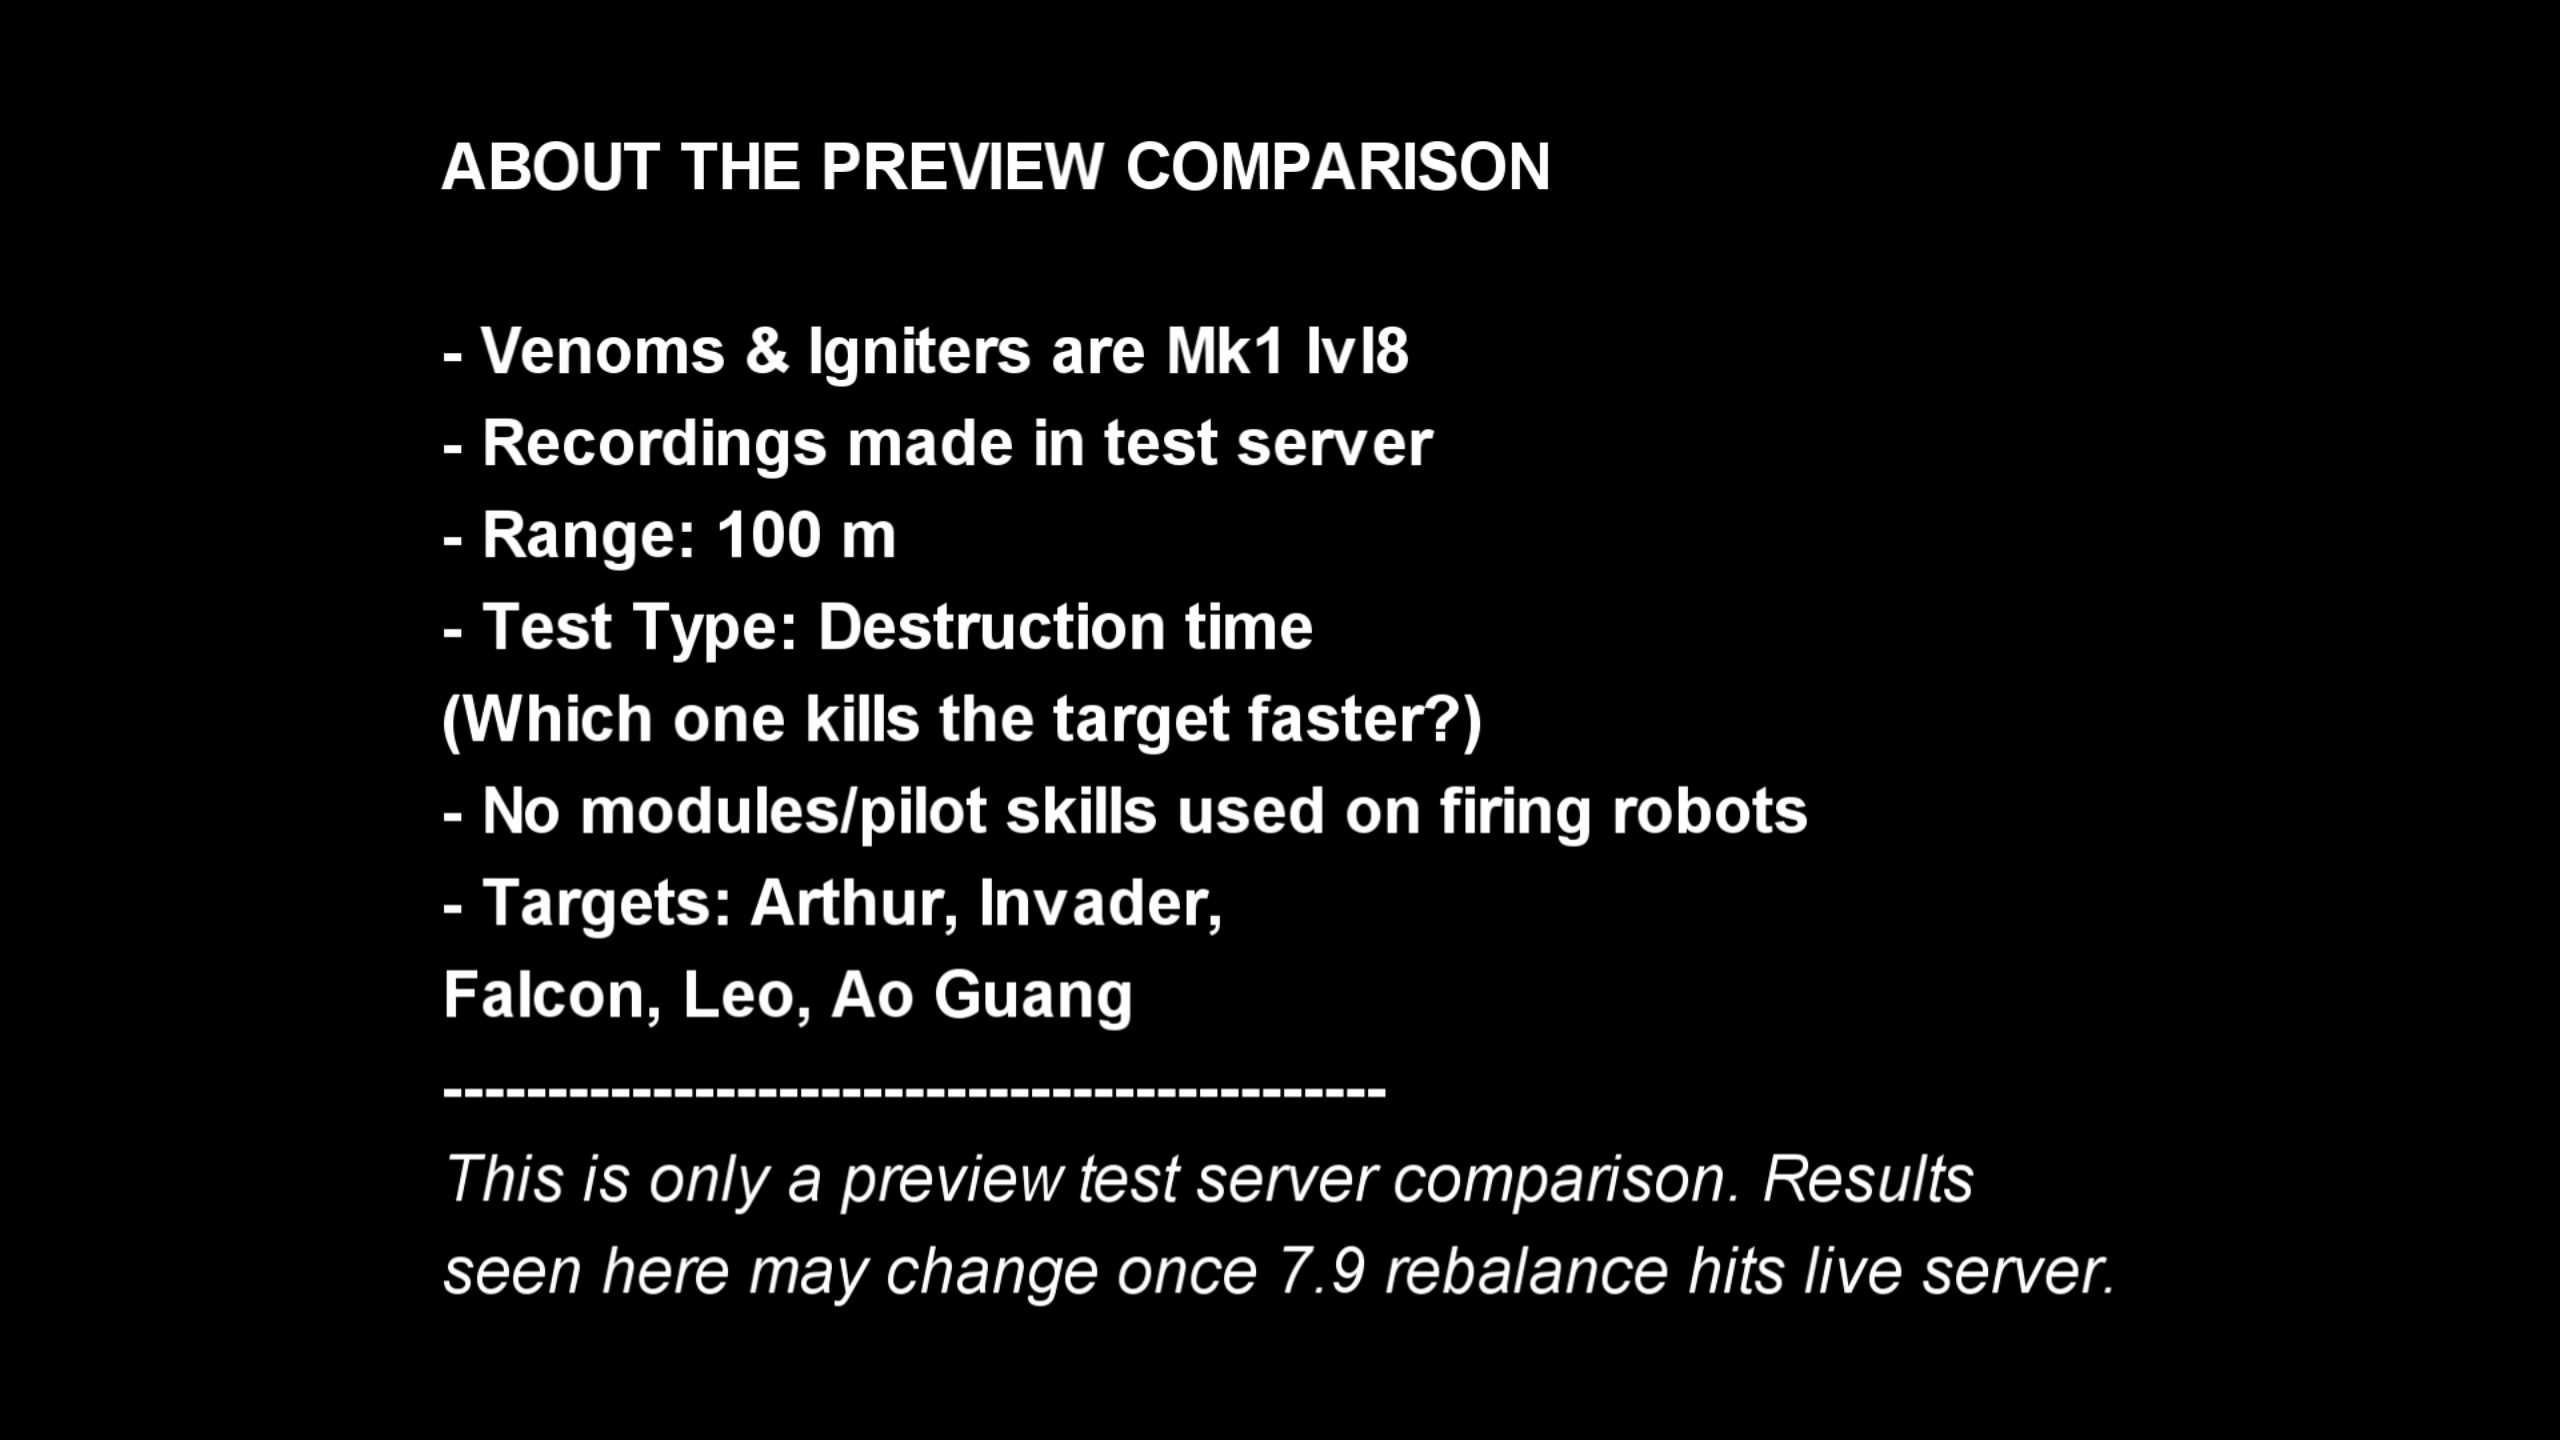 ABOUT THE PREVIEW COMPARISON
- Venoms & Igniters are Mk1 lvl8
- Recordings made in test server
- Range: 100 m
- Test Type: Destruction time
(Which one kills the target faster?)
- No modules/pilot skills used on firing robots
- Targets: Arthur, Invader,
Falcon, Leo, Ao Guang
---------------------------------------------
This is only a preview test server comparison. Results
seen here may change once 7.9 rebalance hits live server.